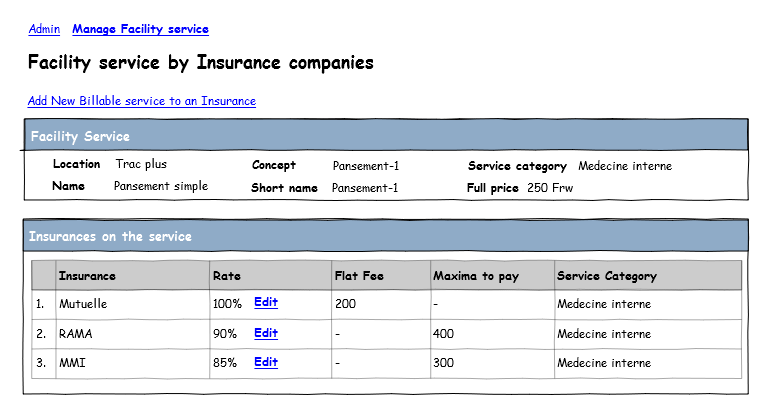 Admin Manage Facility service
Facility service by Insurance companies
Add New Billable service to an Insurance
Facility Service
Location Trac plus Concept Pansement-1 Service category Medecine interne
Name Pansement simple Short name Pansement-1 Full price 250 Frw
Insurances on the service
Insurance Rate Flat Fee Maxima to pay Service Category
1. Mutuelle 100% Edit 200 - Medecine interne
2. RAMA 90% Edit - 400 Medecine interne
3. MMI 85% Edit - 300 Medecine interne